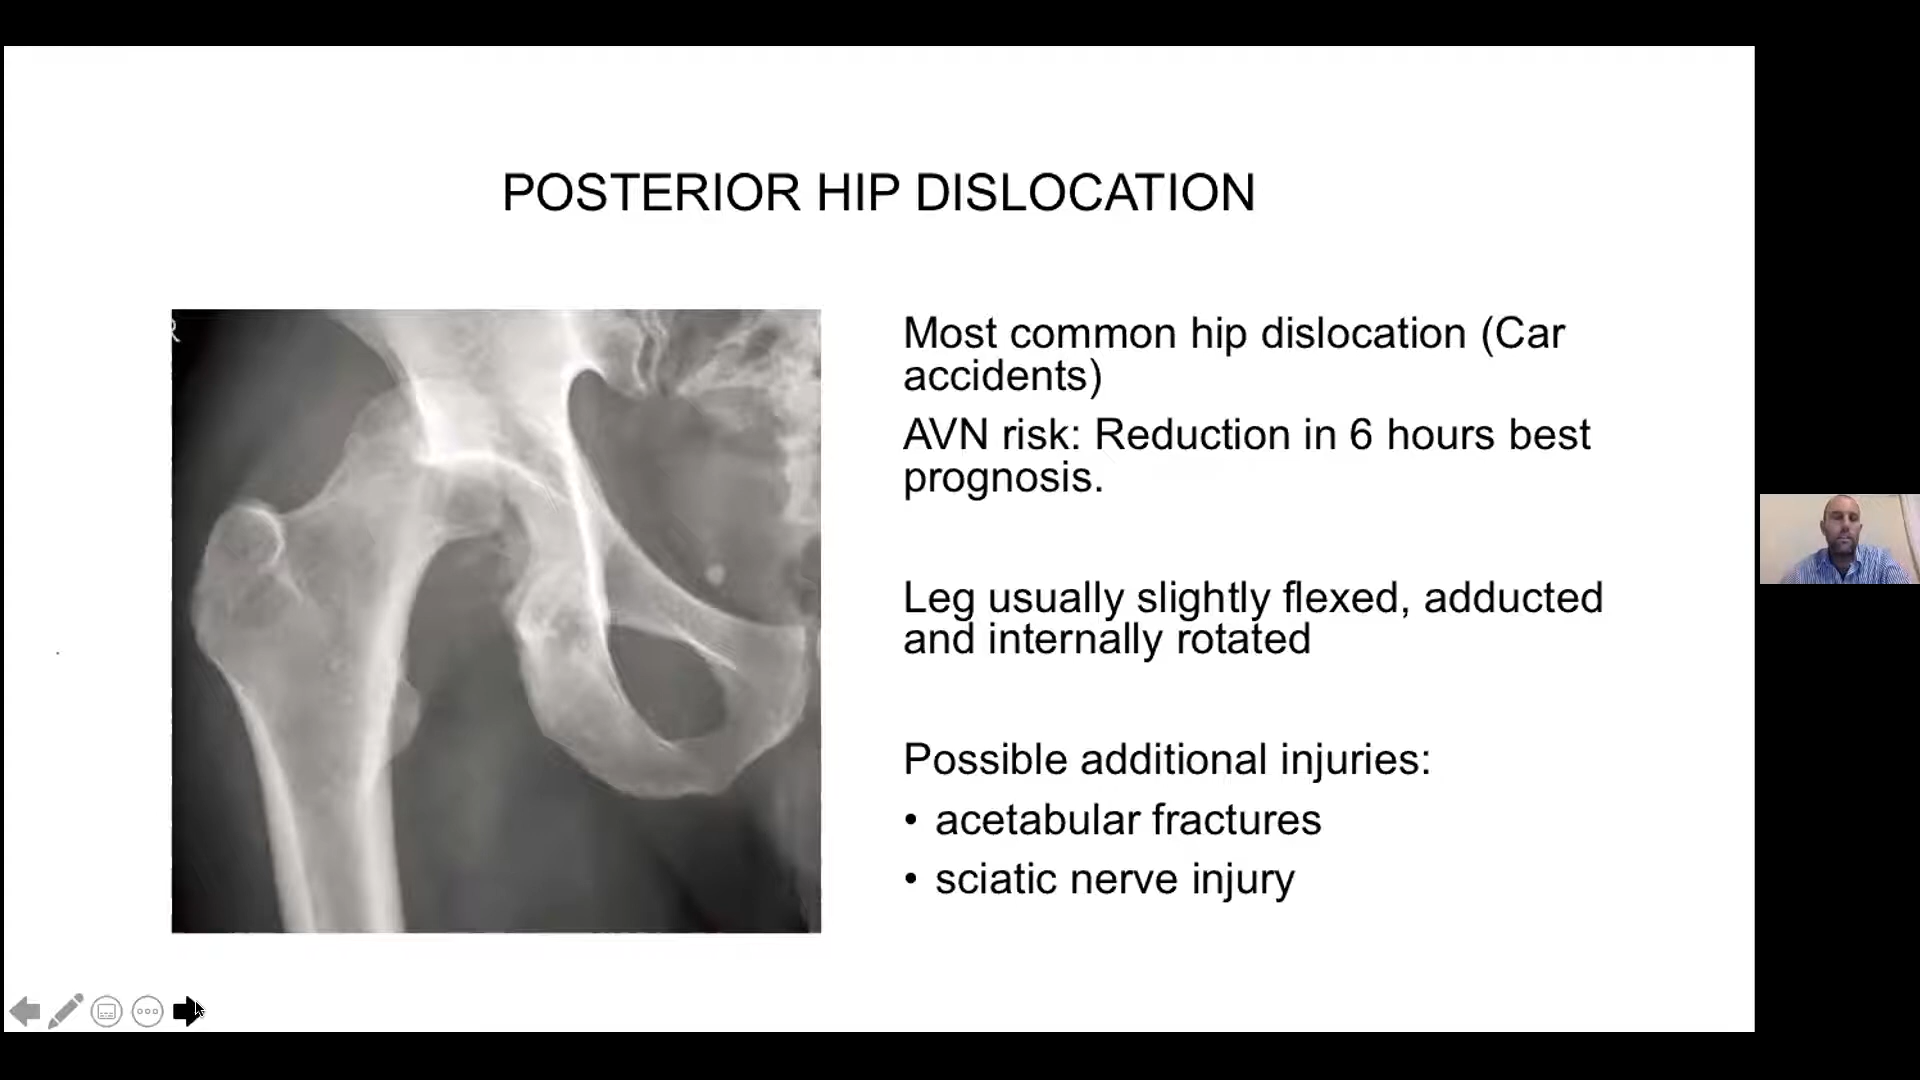 POSTERIOR HIP DISLOCATION
R
Most common hip dislocation (Car
accidents)
AVN risk: Reduction in 6 hours best
prognosis.
Leg usually slightly flexed, adducted
and internally rotated
Possible additional injuries:
• acetabular fractures
• sciatic nerve injury